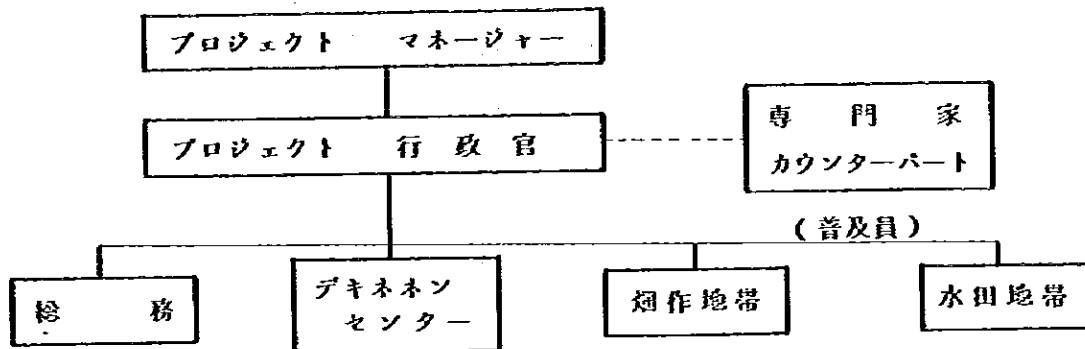 プロジェクト マネージャー
プロジェクト 行政官
専門家
カウンターパート
(普及員)
総務
デキネネン
センター
畑作地帯
水田地帯